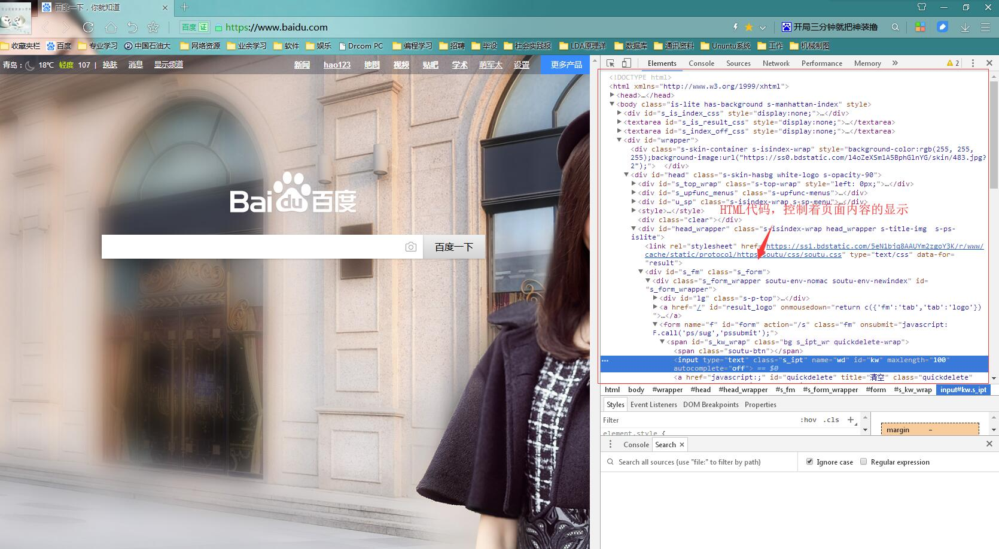 百度一下，你就知道
百度 证 https://www.baidu.com
开局三分钟就把神装撸
收藏夹栏 百度 专业学习 中国石油大 网络资源 业余学习 软件 娱乐 Drcom PC 编程学习 招聘 毕设 社会实践报 LDA原理详 数据库 通讯资料 Ununtu系统 工作 机械制图
青岛： 18℃ 轻度 107 | 换肤 消息 显示频道
新闻 hao123 地图 视频 贴吧 学术 萌军太 设置 更多产品
Bai du 百度
百度一下
Elements Console Sources Network Performance Memory » 2
<!DOCTYPE html>
<html xmlns="http://www.w3.org/1999/xhtml">
<head>…</head>
<body class="is-lite has-background s-manhattan-index" style>
<div id="s_is_index_css" style="display:none;">…</div>
<textarea id="s_is_result_css" style="display:none;">…</textarea>
<textarea id="s_index_off_css" style="display:none;">…</textarea>
<div id="wrapper">
<div class="s-skin-container s-isindex-wrap" style="background-color:rgb(255, 255,
255);background-image:url("https://ss0.bdstatic.com/l4oZeXSm1A5BphGlnYG/skin/483.jpg?
2");"> </div>
<div id="head" class="s-skin-hasbg white-logo s-opacity-90">
<div id="s_top_wrap" class="s-top-wrap" style="left: 0px;">…</div>
<div id="s_upfunc_menus" class="s-upfunc-menus">…</div>
<div id="u_sp" class="s-isindex-wrap s-sp-menu">…</div>
<style>…</style>
HTML代码，控制着页面内容的显示
<div class="clear"></div>
<div id="head_wrapper" class="s-isindex-wrap head_wrapper s-title-img  s-ps-
islite">
<link rel="stylesheet" href="https://ss1.bdstatic.com/5eN1bjq8AAUYm2zgoY3K/r/www/
cache/static/protocol/https/soutu/css/soutu.css" type="text/css" data-for=
"result">
<div id="s_fm" class="s_form">
<div class="s_form_wrapper soutu-env-nomac soutu-env-newindex" id=
"s_form_wrapper">
<div id="lg" class="s-p-top">…</div>
<a href="/" id="result_logo" onmousedown="return c({'fm':'tab','tab':'logo'})
">…</a>
<form name="f" id="form" action="/s" class="fm" onsubmit="javascript:
F.call('ps/sug','pssubmit');">
<span id="s_kw_wrap" class="bg s_ipt_wr quickdelete-wrap">
<span class="soutu-btn"></span>
<input type="text" class="s_ipt" name="wd" id="kw" maxlength="100"
autocomplete="off"> == $0
<a href="javascript:;" id="quickdelete" title="清空" class="quickdelete"
html body #wrapper #head #head_wrapper #s_fm #s_form_wrapper #form #s_kw_wrap input#kw.s_ipt
Styles Event Listeners DOM Breakpoints Properties
Filter :hov .cls +
element.style {
margin –
Console Search ×
Search all sources (use "file:" to filter by path) Ignore case Regular expression